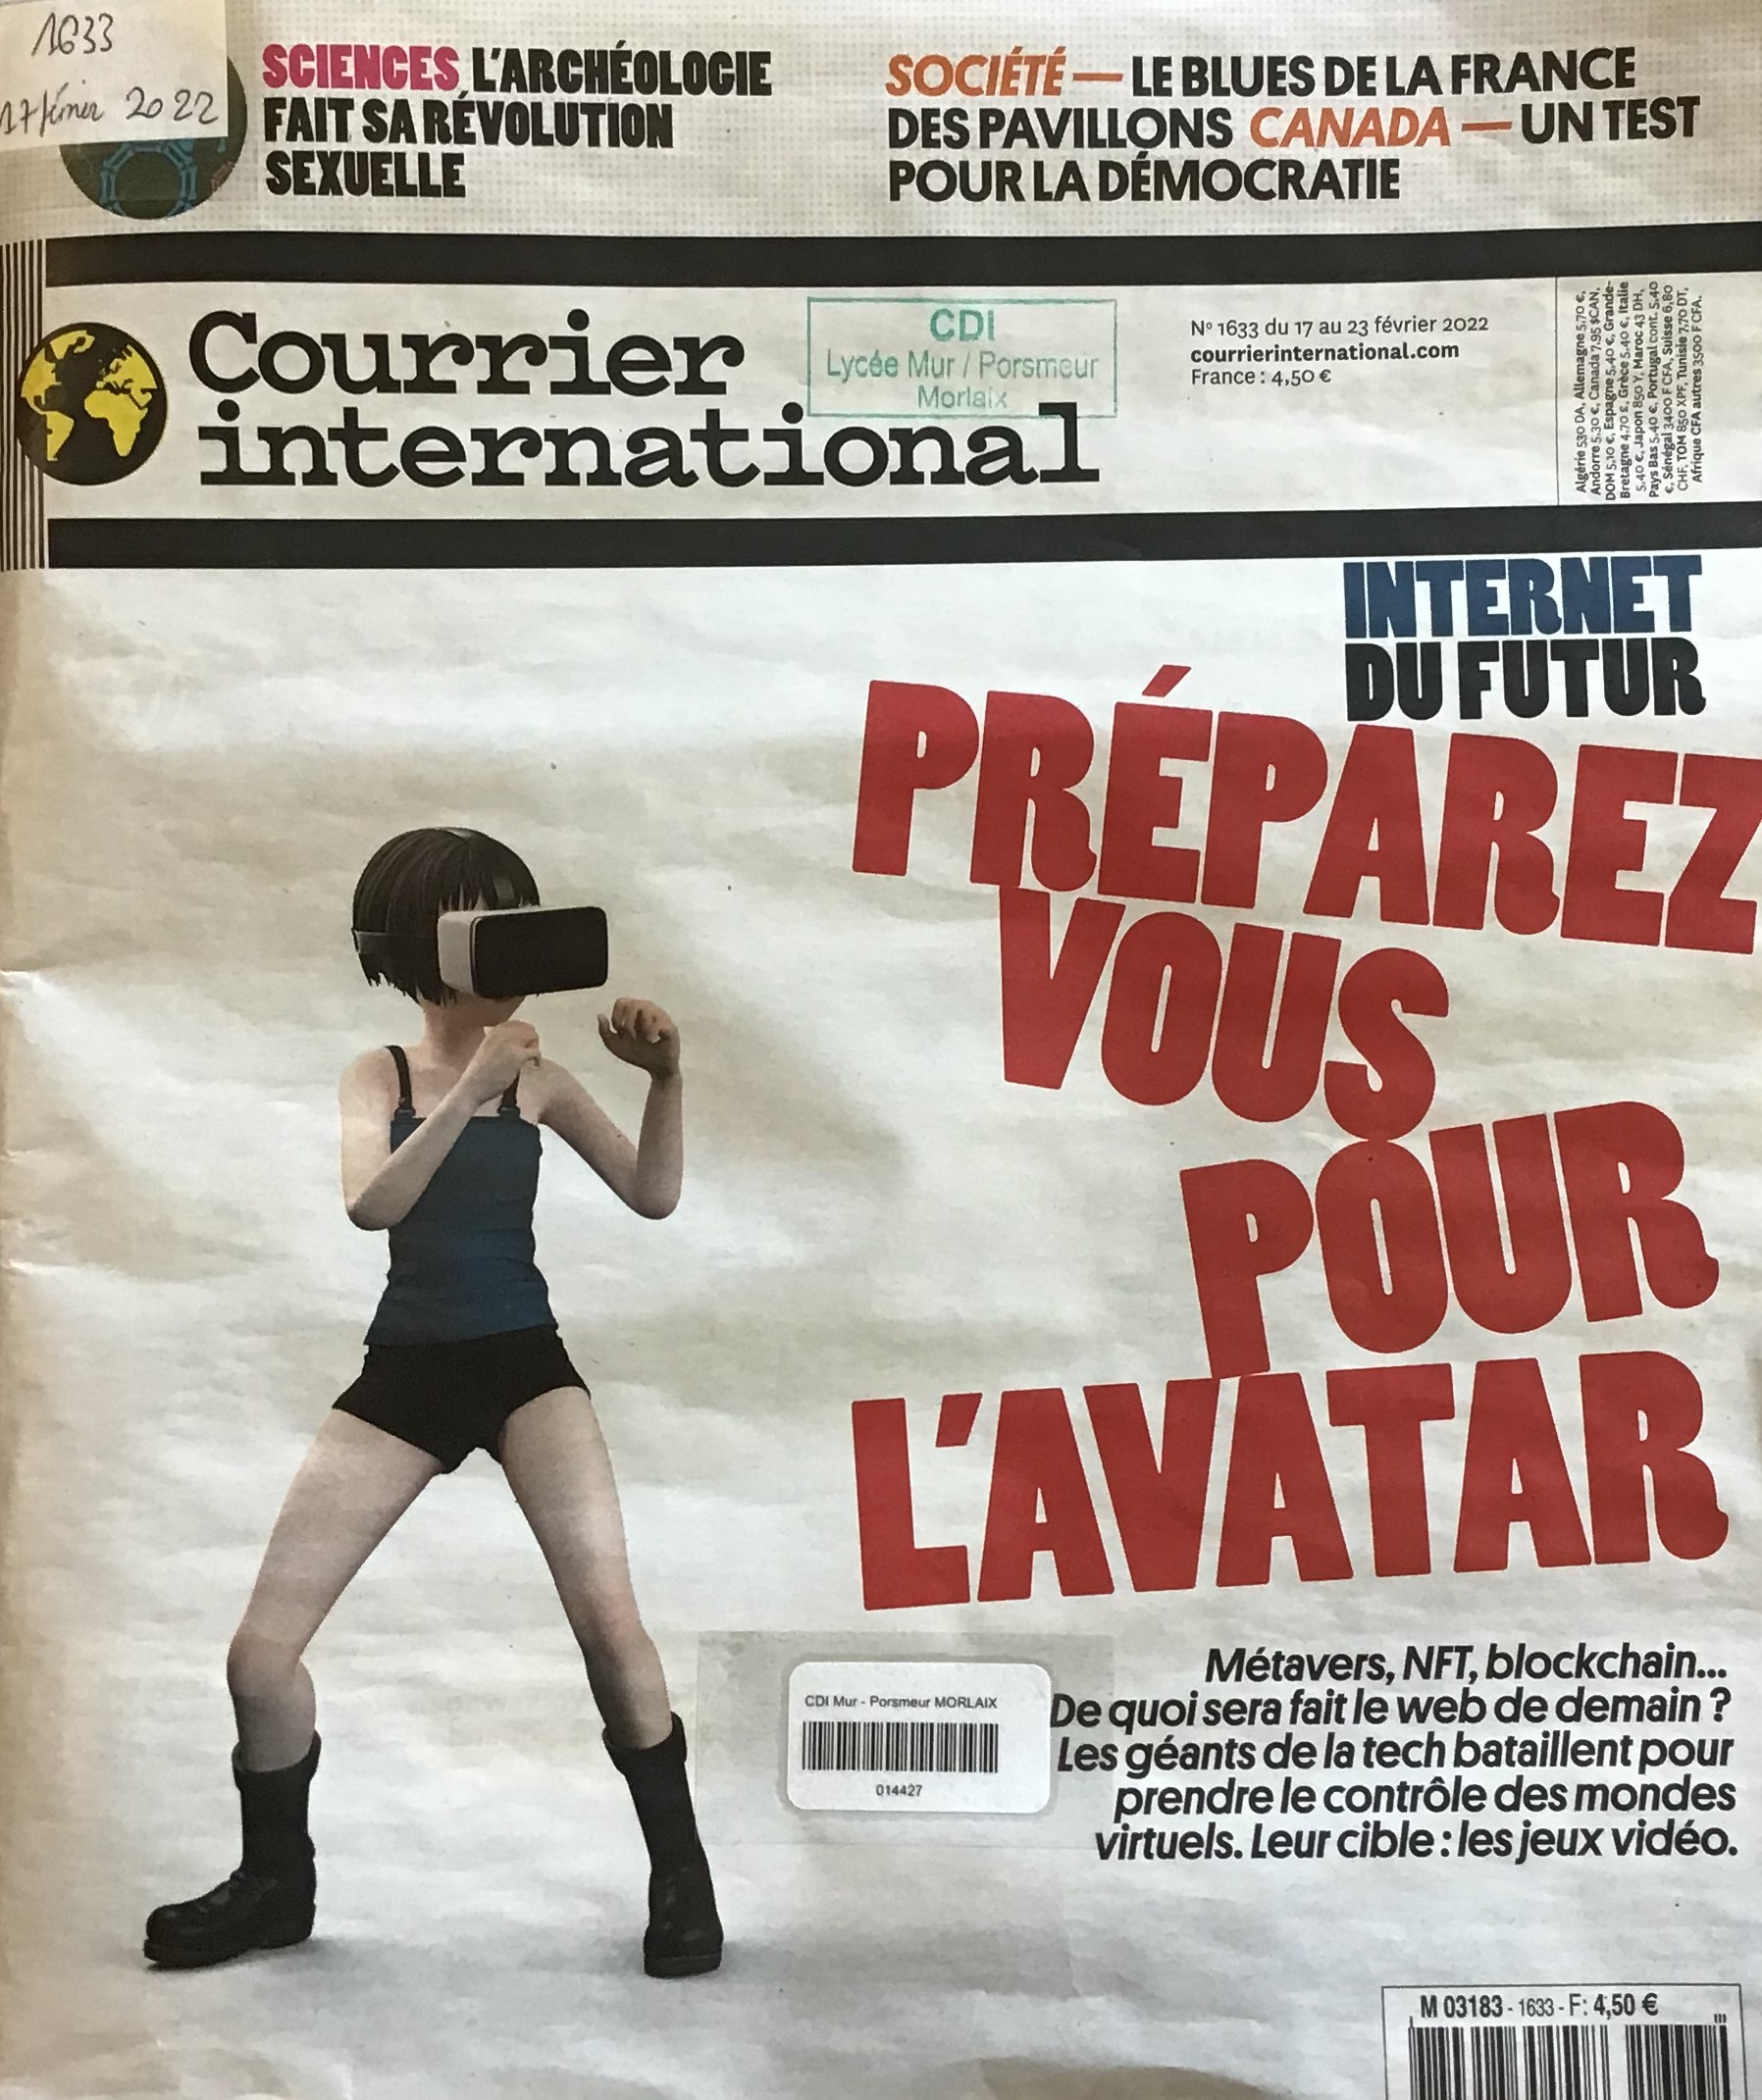 1633
17 février 2022
SCIENCES L'ARCHÉOLOGIE
FAIT SA RÉVOLUTION
SEXUELLE
SOCIÉTÉ — LE BLUES DE LA FRANCE
DES PAVILLONS CANADA — UN TEST
POUR LA DÉMOCRATIE
Courrier
international
CDI
Lycée Mur / Porsmeur
Morlaix
N° 1633 du 17 au 23 février 2022
courrierinternational.com
France : 4,50 €
Algérie 530 DA, Allemagne 5,70 €,
Andorre 5,30 €, Canada 7,95 $CAN,
DOM 5,10 €, Espagne 5,40 €, Grande-
Bretagne 4,70 £, Grèce 5,40 €, Italie
5,40 €, Japon 850 Y, Maroc 43 DH,
Pays Bas 5,40 €, Portugal cont. 5,40
€, Sénégal 3400 F CFA, Suisse 6,80
CHF, TOM 850 XPF, Tunisie 7,70 DT,
Afrique CFA autres 3500 F CFA.
INTERNET
DU FUTUR
PRÉPAREZ
VOUS
POUR
L'AVATAR
Métavers, NFT, blockchain...
De quoi sera fait le web de demain ?
Les géants de la tech bataillent pour
prendre le contrôle des mondes
virtuels. Leur cible : les jeux vidéo.
CDI Mur - Porsmeur MORLAIX
014427
M 03183 - 1633 - F: 4,50 €